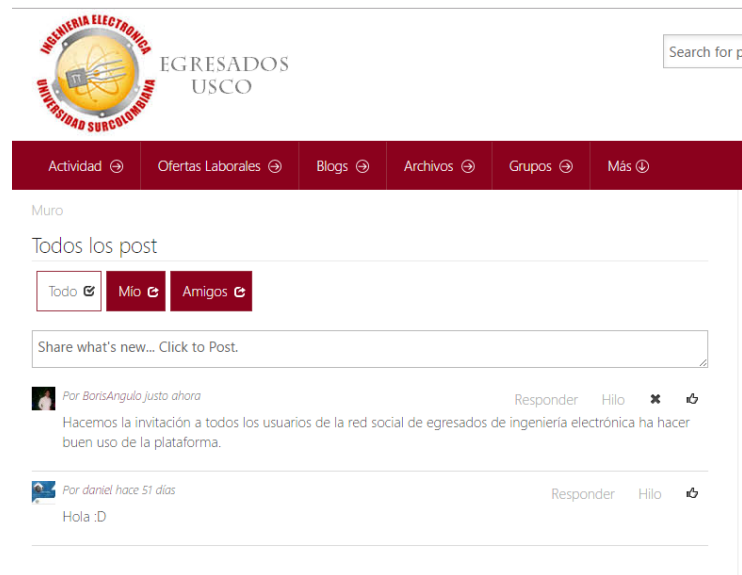 INGENIERIA ELECTRONICA
UNIVERSIDAD SURCOLOMBIANA
EGRESADOS
USCO
Search for p
Actividad Ofertas Laborales Blogs Archivos Grupos Más
Muro
Todos los post
Todo Mío Amigos
Share what's new... Click to Post.
Por BorisAngulo justo ahora Responder Hilo
Hacemos la invitación a todos los usuarios de la red social de egresados de ingeniería electrónica ha hacer
buen uso de la plataforma.
Por daniel hace 51 días Responder Hilo
Hola :D